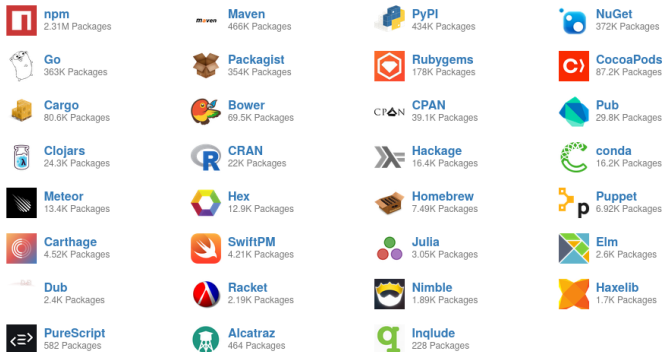 npm
2.31M Packages
maven
Maven
466K Packages
PyPI
434K Packages
NuGet
372K Packages
Go
363K Packages
Packagist
354K Packages
Rubygems
178K Packages
CocoaPods
87.2K Packages
Cargo
80.6K Packages
Bower
69.5K Packages
CPAN
CPAN
39.1K Packages
Pub
29.8K Packages
Clojars
24.3K Packages
R
CRAN
22K Packages
Hackage
16.4K Packages
conda
16.2K Packages
Meteor
13.4K Packages
Hex
12.9K Packages
Homebrew
7.49K Packages
p
Puppet
6.92K Packages
Carthage
4.52K Packages
SwiftPM
4.21K Packages
Julia
3.05K Packages
Elm
2.6K Packages
Dub
2.4K Packages
Racket
2.19K Packages
Nimble
1.89K Packages
Haxelib
1.7K Packages
PureScript
582 Packages
Alcatraz
464 Packages
q
Inqlude
228 Packages